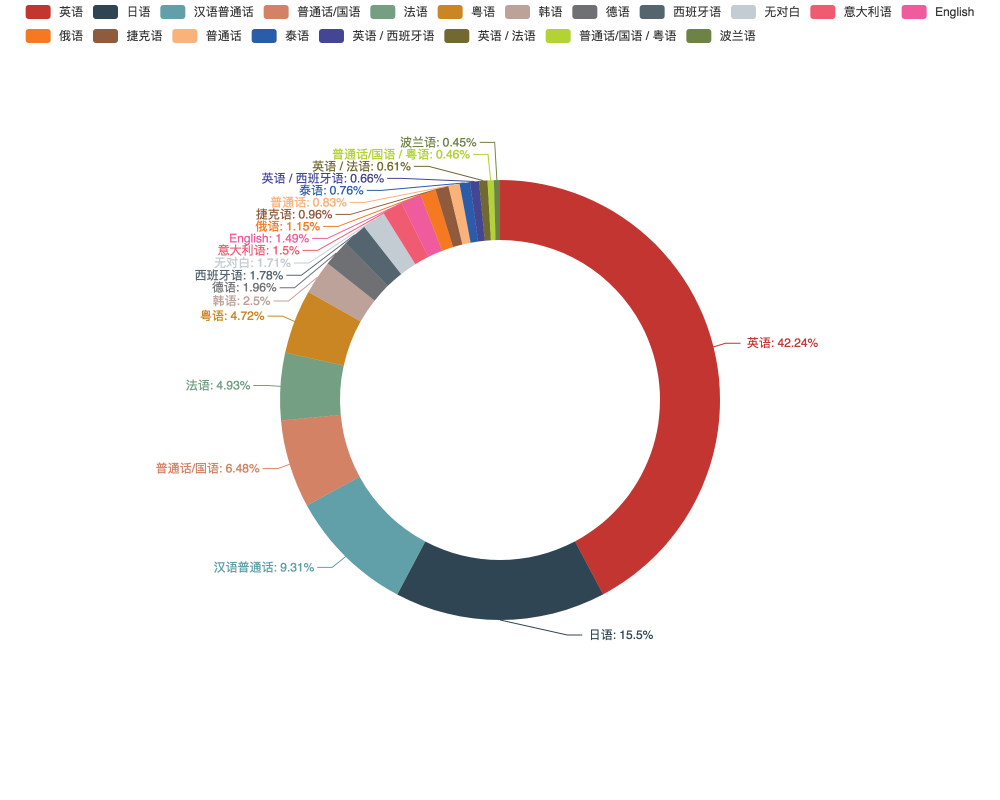 英语 日语 汉语普通话 普通话/国语 法语 粤语 韩语 德语 西班牙语 无对白 意大利语 English
俄语 捷克语 普通话 泰语 英语 / 西班牙语 英语 / 法语 普通话/国语 / 粤语 波兰语
波兰语: 0.45%
普通话/国语 / 粤语: 0.46%
英语 / 法语: 0.61%
英语 / 西班牙语: 0.66%
泰语: 0.76%
普通话: 0.83%
捷克语: 0.96%
俄语: 1.15%
English: 1.49%
意大利语: 1.5%
无对白: 1.71%
西班牙语: 1.78%
德语: 1.96%
韩语: 2.5%
粤语: 4.72%
英语: 42.24%
法语: 4.93%
普通话/国语: 6.48%
汉语普通话: 9.31%
日语: 15.5%